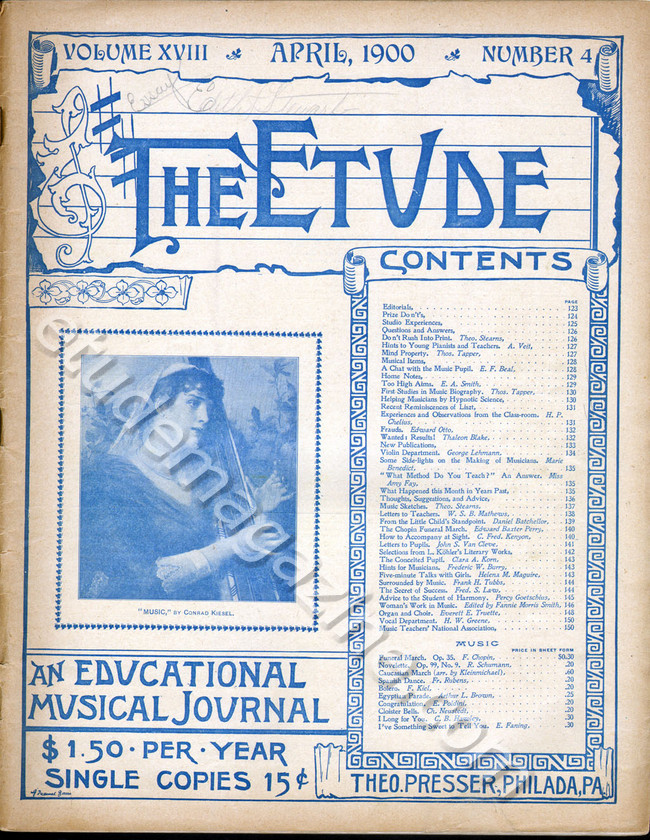 VOLUME XVIII APRIL, 1900 NUMBER 4
THE ETUDE
CONTENTS
PAGE
Editorials, 123
Prize Don't's, 124
Studio Experiences, 125
Questions and Answers, 126
Don't Rush Into Print. Theo. Stearns, 126
Hints to Young Pianists and Teachers. A. Veit, 127
Mind Property. Thos. Tapper, 127
Musical Items, 128
A Chat with the Music Pupil. E. F. Beal, 128
Home Notes, 129
Too High Aims. E. A. Smith, 129
First Studies in Music Biography. Thos. Tapper, 130
Helping Musicians by Hypnotic Science, 130
Recent Reminiscences of Liszt, 131
Experiences and Observations from the Class-room. H. P.
Chelius, 131
Frauds. Edward Otto, 132
Wanted: Results! Thaleon Blake, 132
New Publications, 133
Violin Department. George Lehmann, 134
Some Side-lights on the Making of Musicians. Marie
Benedict, 135
"What Method Do You Teach?" An Answer. Miss
Amy Fay, 135
What Happened this Month in Years Past, 135
Thoughts, Suggestions, and Advice, 136
Music Sketches. Theo. Stearns, 137
Letters to Teachers. W. S. B. Mathews, 138
From the Little Child's Standpoint. Daniel Batchellor, 139
The Chopin Funeral March. Edward Baxter Perry, 140
How to Accompany at Sight. C. Fred. Kenyon, 140
Letters to Pupils. John S. Van Cleve, 141
Selections from L. Köhler's Literary Works, 142
The Conceited Pupil. Clara A. Korn, 143
Hints for Musicians. Frederic W. Burry, 143
Five-minute Talks with Girls. Helena M. Maguire, 143
Surrounded by Music. Frank H. Tubbs, 144
The Secret of Success. Fred. S. Law, 144
Advice to the Student of Harmony. Percy Goetschius, 145
Woman's Work in Music. Edited by Fannie Morris Smith, 146
Organ and Choir. Everett E. Truette, 148
Vocal Department. H. W. Greene, 150
Music Teachers' National Association, 150
MUSIC
PRICE IN SHEET FORM
Funeral March. Op. 35. F. Chopin, $0.30
Novelette. Op. 99, No. 9. R. Schumann, .20
Caucasian March (arr. by Kleinmichael). .60
Spanish Dance. Fr. Rubens, .20
Bolero. F. Kiel, .20
Egyptian Parade. Arthur L. Brown, .25
Congratulation. E. Poldini, .20
Cloister Bells. Ch. Neustedt, .20
I Long for You. C. B. Hawley, .30
I've Something Sweet to Tell You. E. Faning, .30
"MUSIC," BY CONRAD KIESEL.
AN EDUCATIONAL
MUSICAL JOURNAL
$1.50 · PER · YEAR
SINGLE COPIES 15¢
THEO. PRESSER, PHILADA, PA.
etudemagazine.com